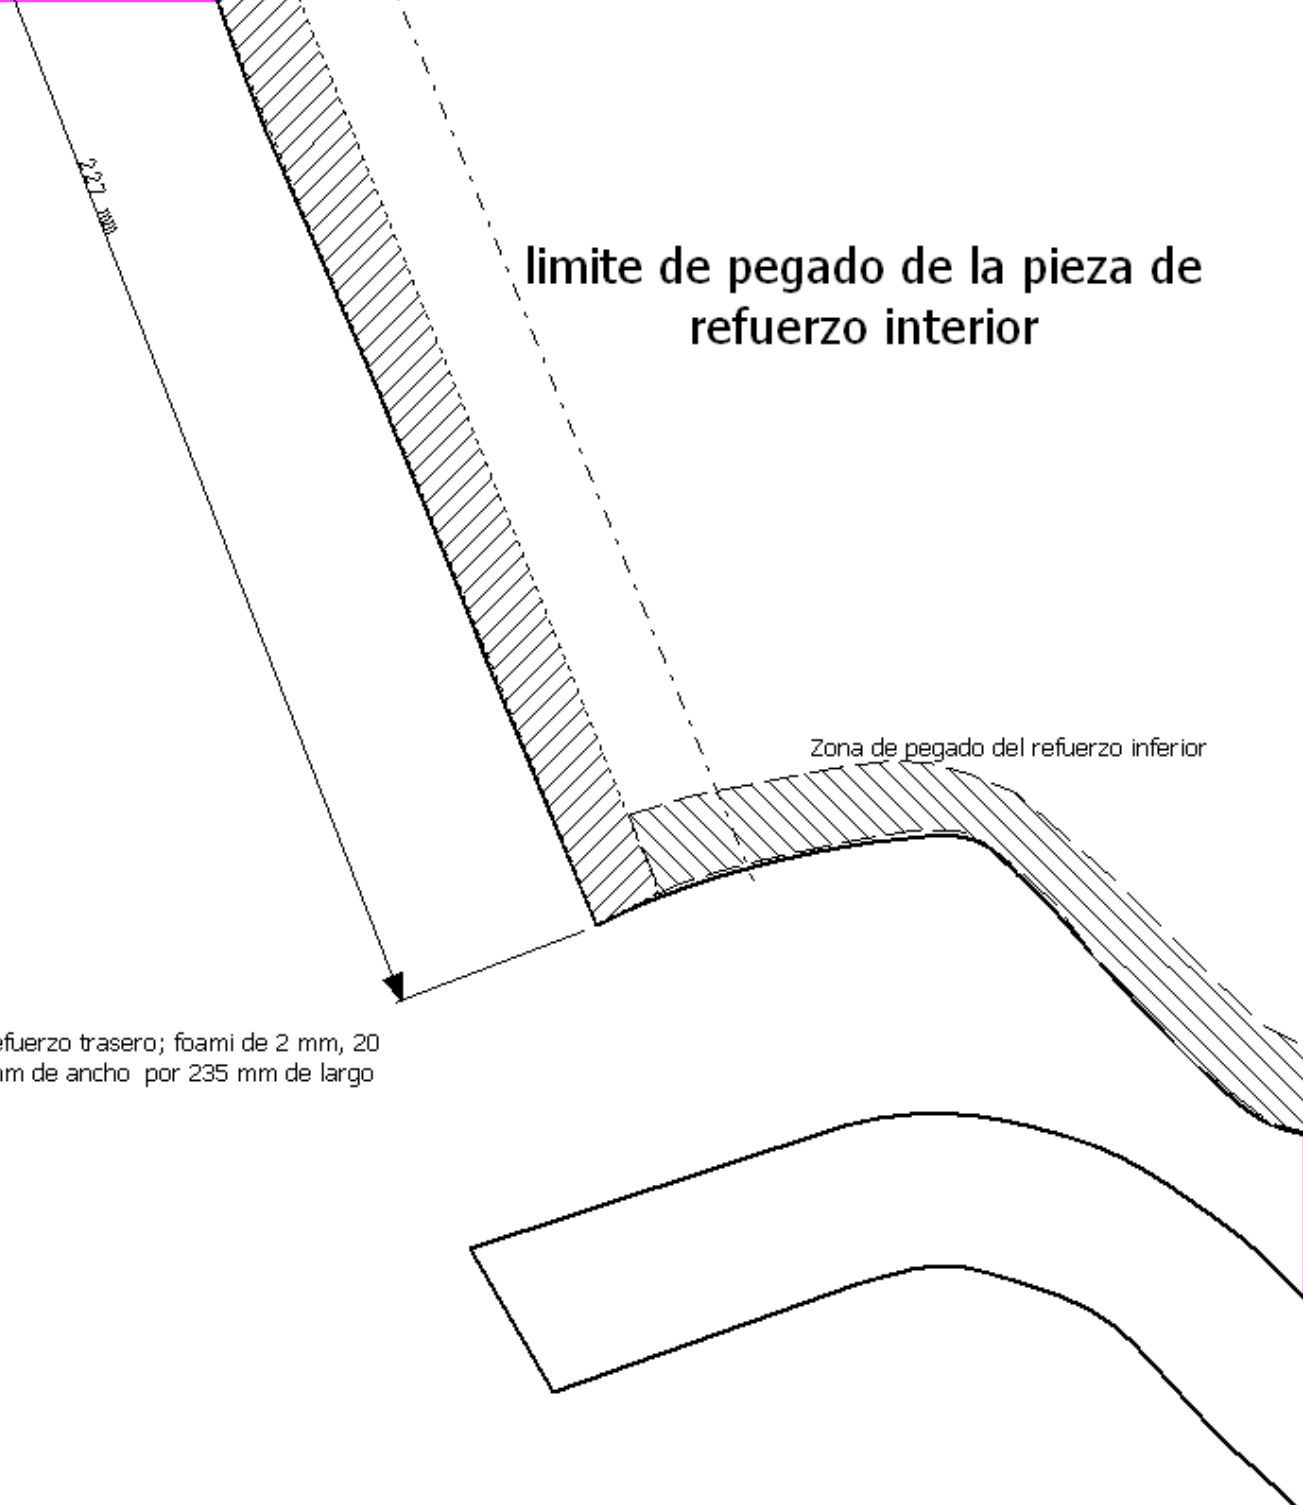 227 mm
limite de pegado de la pieza de
refuerzo interior
Zona de pegado del refuerzo inferior
efuerzo trasero; foami de 2 mm, 20
mm de ancho por 235 mm de largo